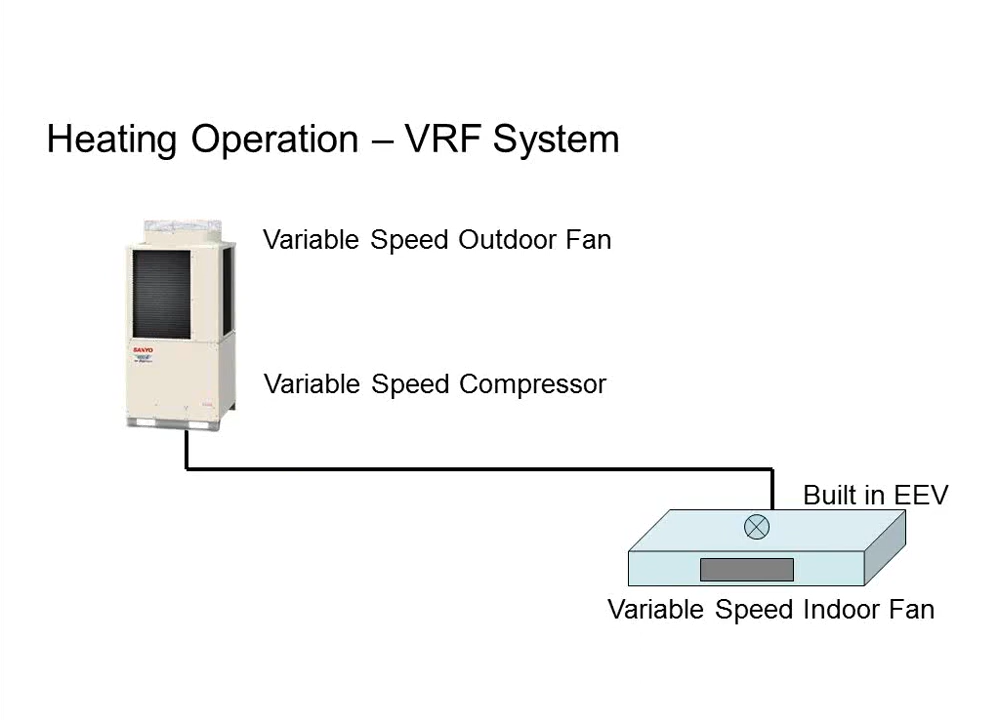 Heating Operation – VRF System
Variable Speed Outdoor Fan
SANYO
Variable Speed Compressor
Built in EEV
Variable Speed Indoor Fan